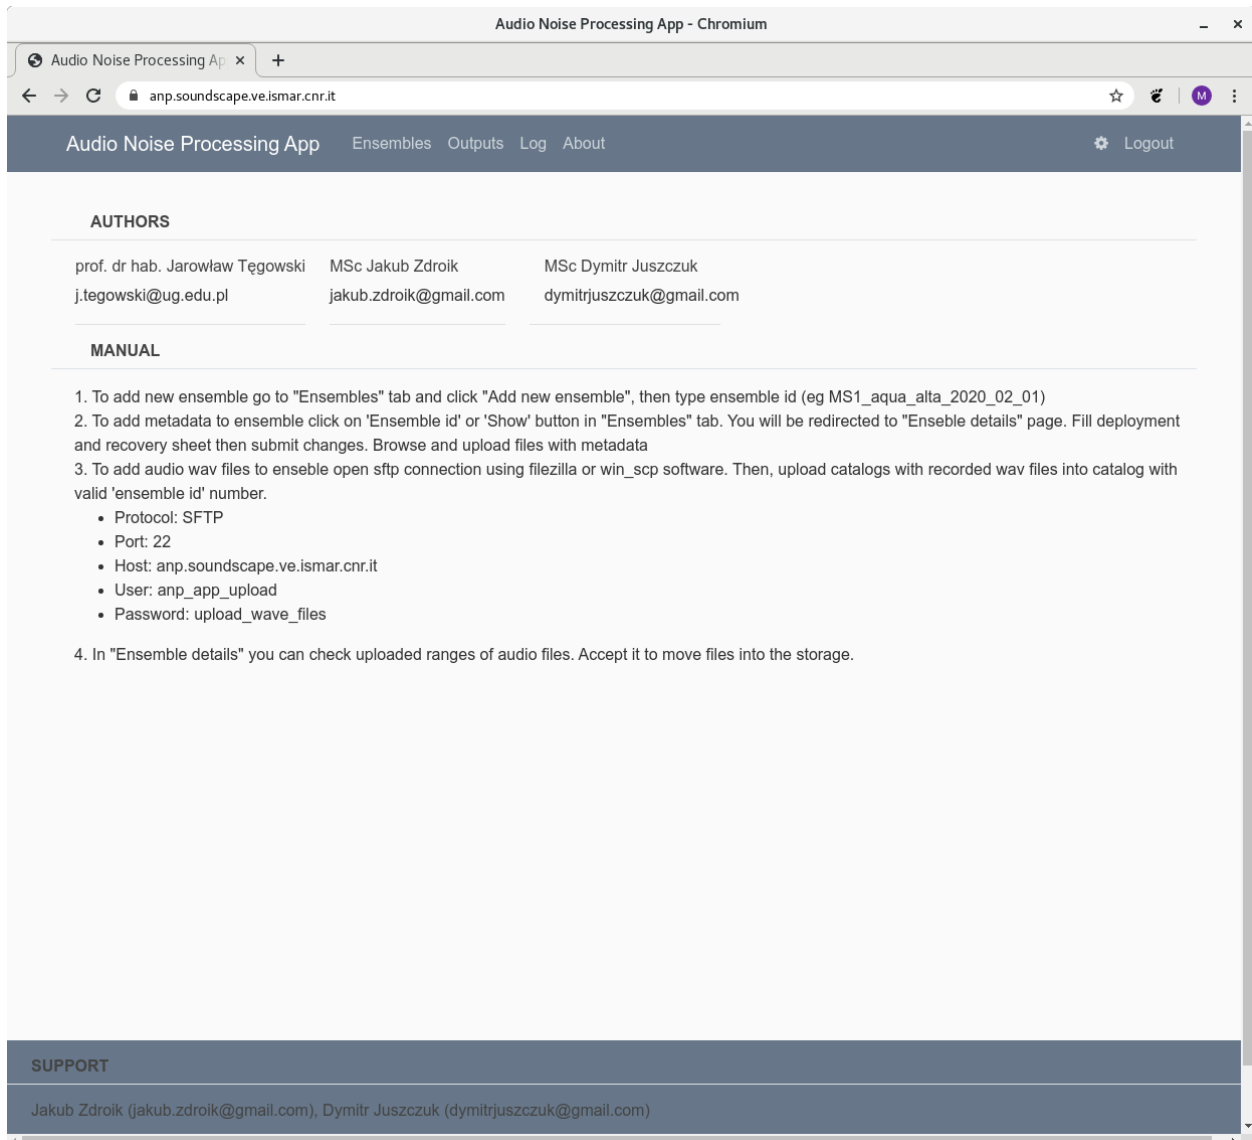 Audio Noise Processing App - Chromium
Audio Noise Processing Ap
anp.soundscape.ve.ismar.cnr.it
M
Audio Noise Processing App Ensembles Outputs Log About Logout
AUTHORS
prof. dr hab. Jarowław Tęgowski MSc Jakub Zdroik MSc Dymitr Juszczuk
j.tegowski@ug.edu.pl jakub.zdroik@gmail.com dymitrjuszczuk@gmail.com
MANUAL
1. To add new ensemble go to "Ensembles" tab and click "Add new ensemble", then type ensemble id (eg MS1_aqua_alta_2020_02_01)
2. To add metadata to ensemble click on 'Ensemble id' or 'Show' button in "Ensembles" tab. You will be redirected to "Enseble details" page. Fill deployment
and recovery sheet then submit changes. Browse and upload files with metadata
3. To add audio wav files to enseble open sftp connection using filezilla or win_scp software. Then, upload catalogs with recorded wav files into catalog with
valid 'ensemble id' number.
• Protocol: SFTP
• Port: 22
• Host: anp.soundscape.ve.ismar.cnr.it
• User: anp_app_upload
• Password: upload_wave_files
4. In "Ensemble details" you can check uploaded ranges of audio files. Accept it to move files into the storage.
SUPPORT
Jakub Zdroik (jakub.zdroik@gmail.com), Dymitr Juszczuk (dymitrjuszczuk@gmail.com)